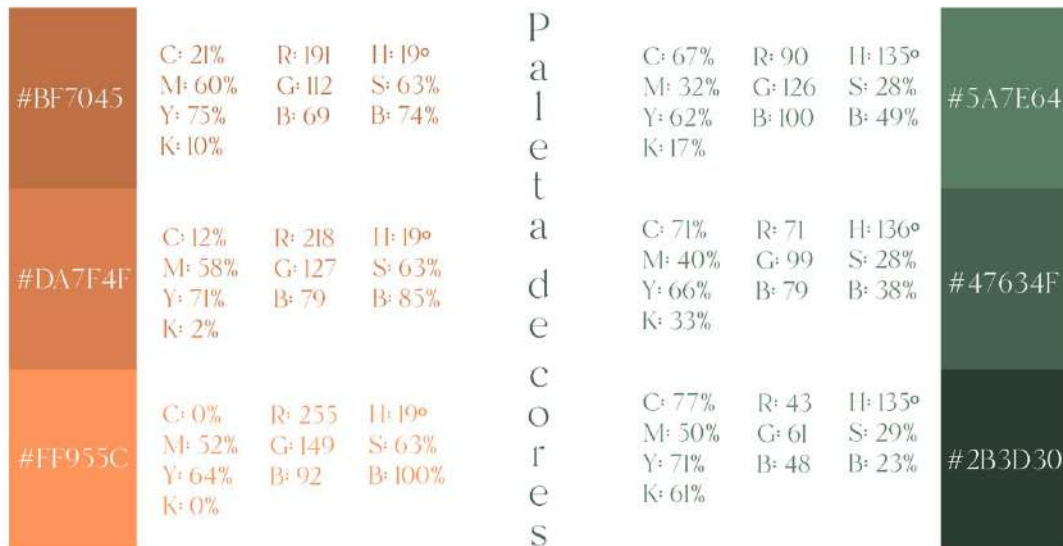 #BF7045
C: 21% R: 191 H: 19º
M: 60% G: 112 S: 63%
Y: 75% B: 69 B: 74%
K: 10%
#DA7F4F
C: 12% R: 218 H: 19º
M: 58% G: 127 S: 63%
Y: 71% B: 79 B: 85%
K: 2%
#FF955C
C: 0% R: 255 H: 19º
M: 52% G: 149 S: 63%
Y: 64% B: 92 B: 100%
K: 0%
Paleta de cores
C: 67% R: 90 H: 135º
M: 32% G: 126 S: 28%
Y: 62% B: 100 B: 49%
K: 17%
#5A7E64
C: 71% R: 71 H: 136º
M: 40% G: 99 S: 28%
Y: 66% B: 79 B: 38%
K: 33%
#47634F
C: 77% R: 43 H: 135º
M: 50% G: 61 S: 29%
Y: 71% B: 48 B: 23%
K: 61%
#2B3D30